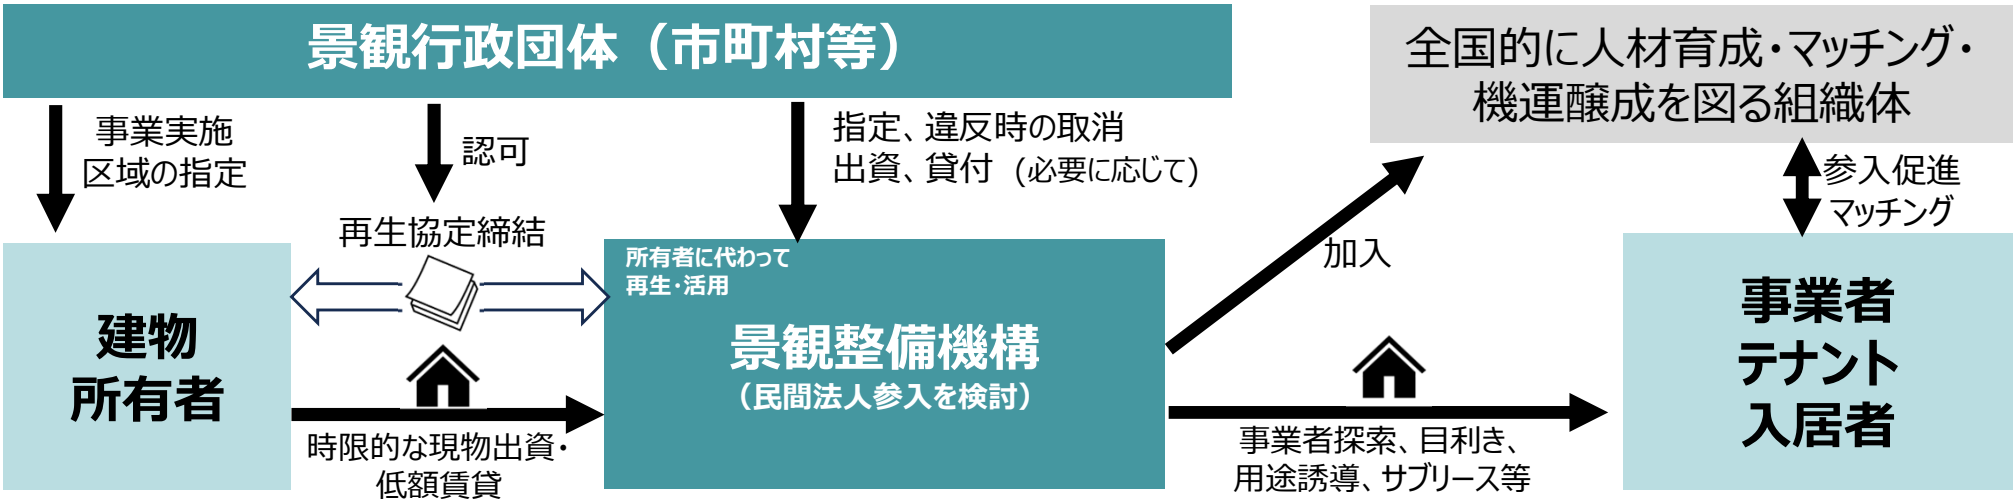 景観行政団体（市町村等）
全国的に人材育成・マッチング・
機運醸成を図る組織体
事業実施
区域の指定
認可
指定、違反時の取消
出資、貸付 (必要に応じて)
参入促進
マッチング
再生協定締結
加入
建物
所有者
所有者に代わって
再生・活用
景観整備機構
（民間法人参入を検討）
事業者
テナント
入居者
時限的な現物出資・
低額賃貸
事業者探索、目利き、
用途誘導、サブリース等